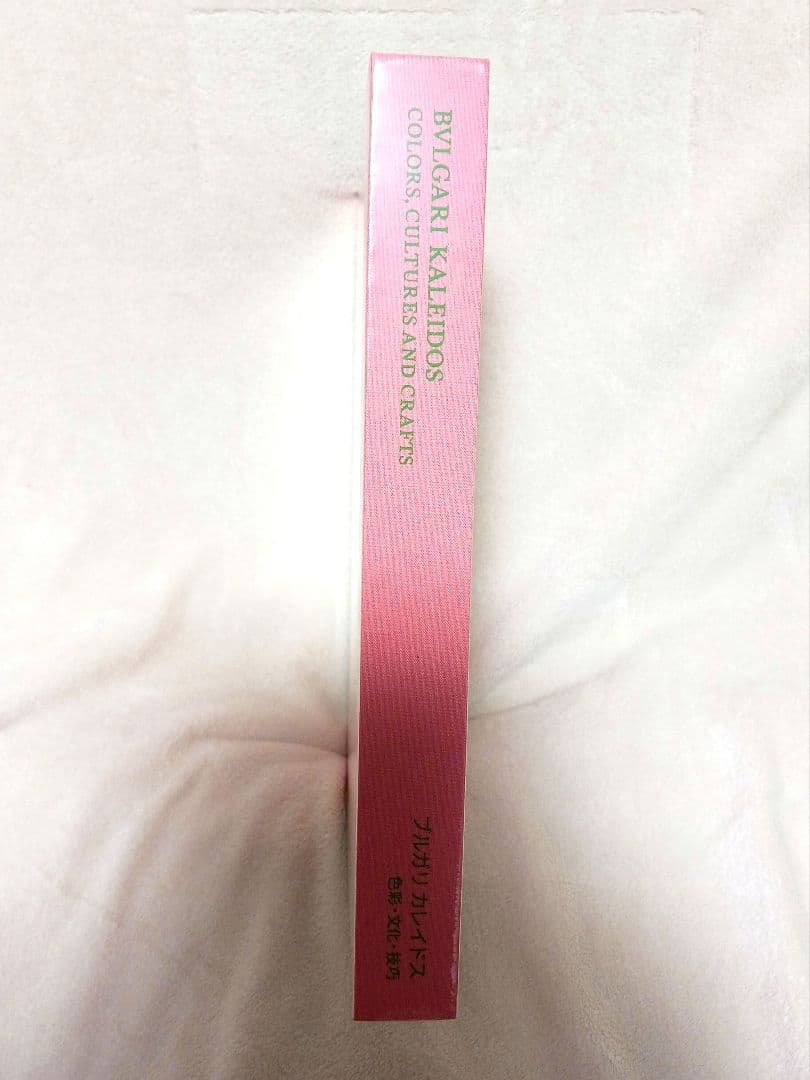 BVLGARI KALEIDOS
COLORS, CULTURES AND CRAFTS
ブルガリ カレイドス
色彩・文化・技巧